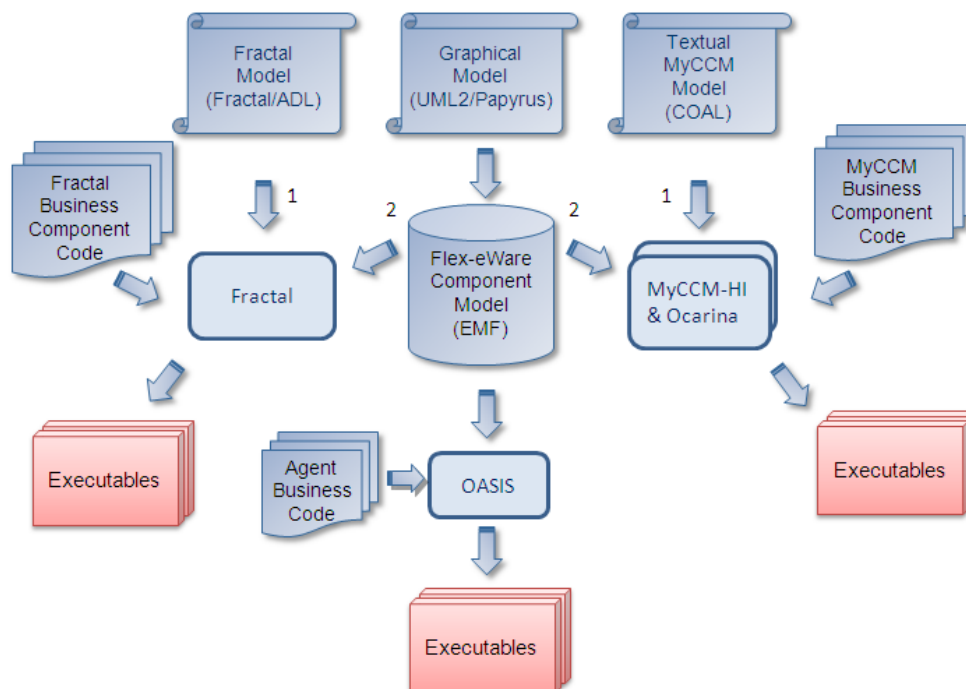 Fractal
Model
(Fractal/ADL)
Graphical
Model
(UML2/Papyrus)
Textual
MyCCM
Model
(COAL)
Fractal
Business
Component
Code
1
2
2
1
MyCCM
Business
Component
Code
Fractal
Flex-eWare
Component
Model
(EMF)
MyCCM-HI
& Ocarina
Executables
Agent
Business
Code
OASIS
Executables
Executables